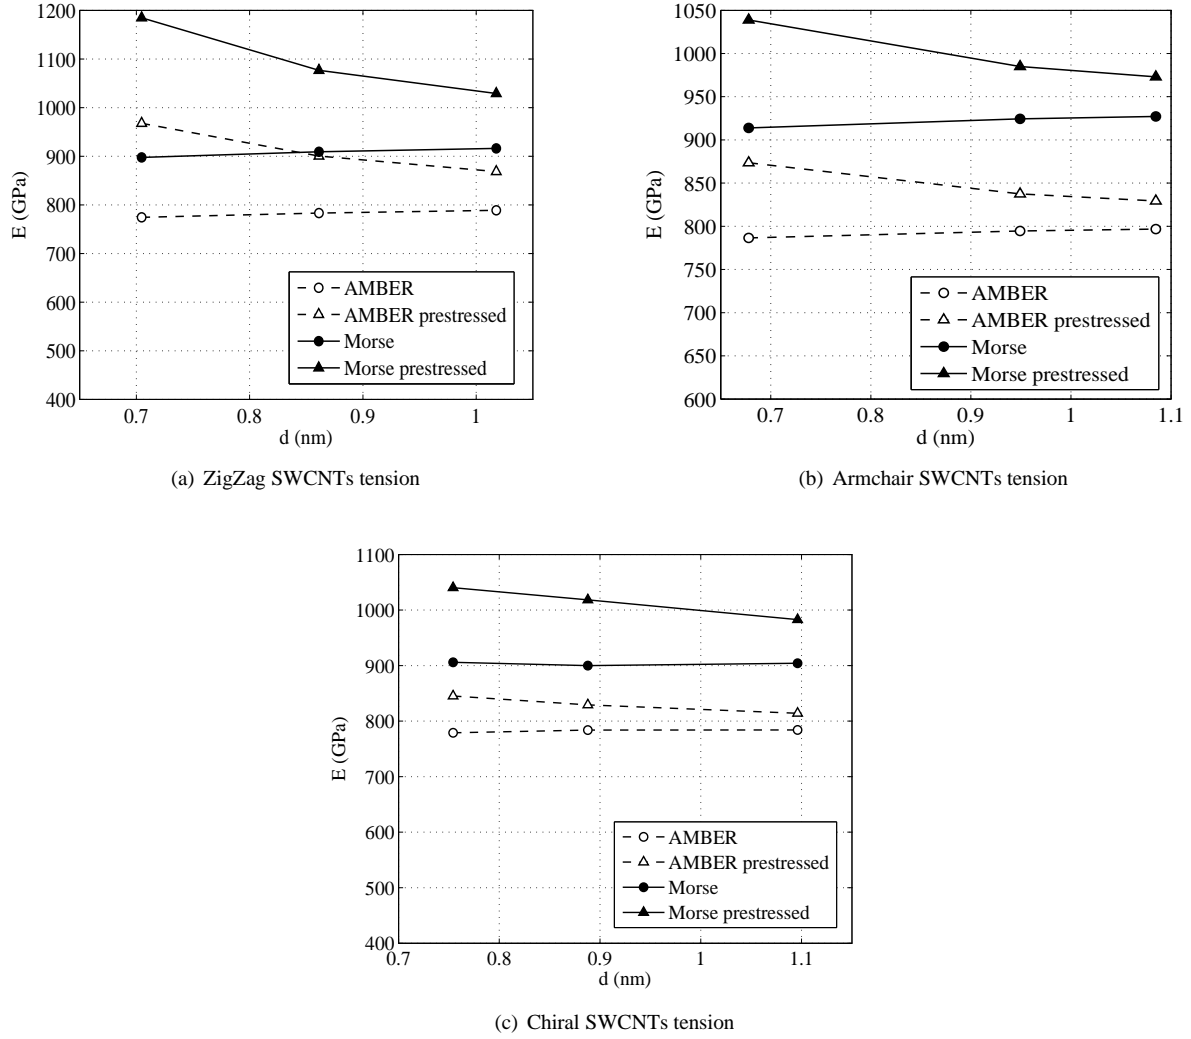 1200
1100
1000
900
800
700
600
500
400
E (GPa)
0.7
0.8
0.9
1
d (nm)
AMBER
AMBER prestressed
Morse
Morse prestressed
(a) ZigZag SWCNTs tension
1050
1000
950
900
850
800
750
700
650
600
E (GPa)
0.7
0.8
0.9
1
1.1
d (nm)
AMBER
AMBER prestressed
Morse
Morse prestressed
(b) Armchair SWCNTs tension
1100
1000
900
800
700
600
500
400
E (GPa)
0.7
0.8
0.9
1
1.1
d (nm)
AMBER
AMBER prestressed
Morse
Morse prestressed
(c) Chiral SWCNTs tension